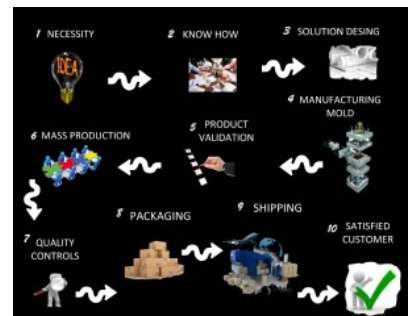 1 NECESSITY
IDEA
2 KNOW HOW
3 SOLUTION DESING
4 MANUFACTURING
MOLD
5 PRODUCT
VALIDATION
6 MASS PRODUCTION
7 QUALITY
CONTROLS
8 PACKAGING
9 SHIPPING
10 SATISFIED
CUSTOMER